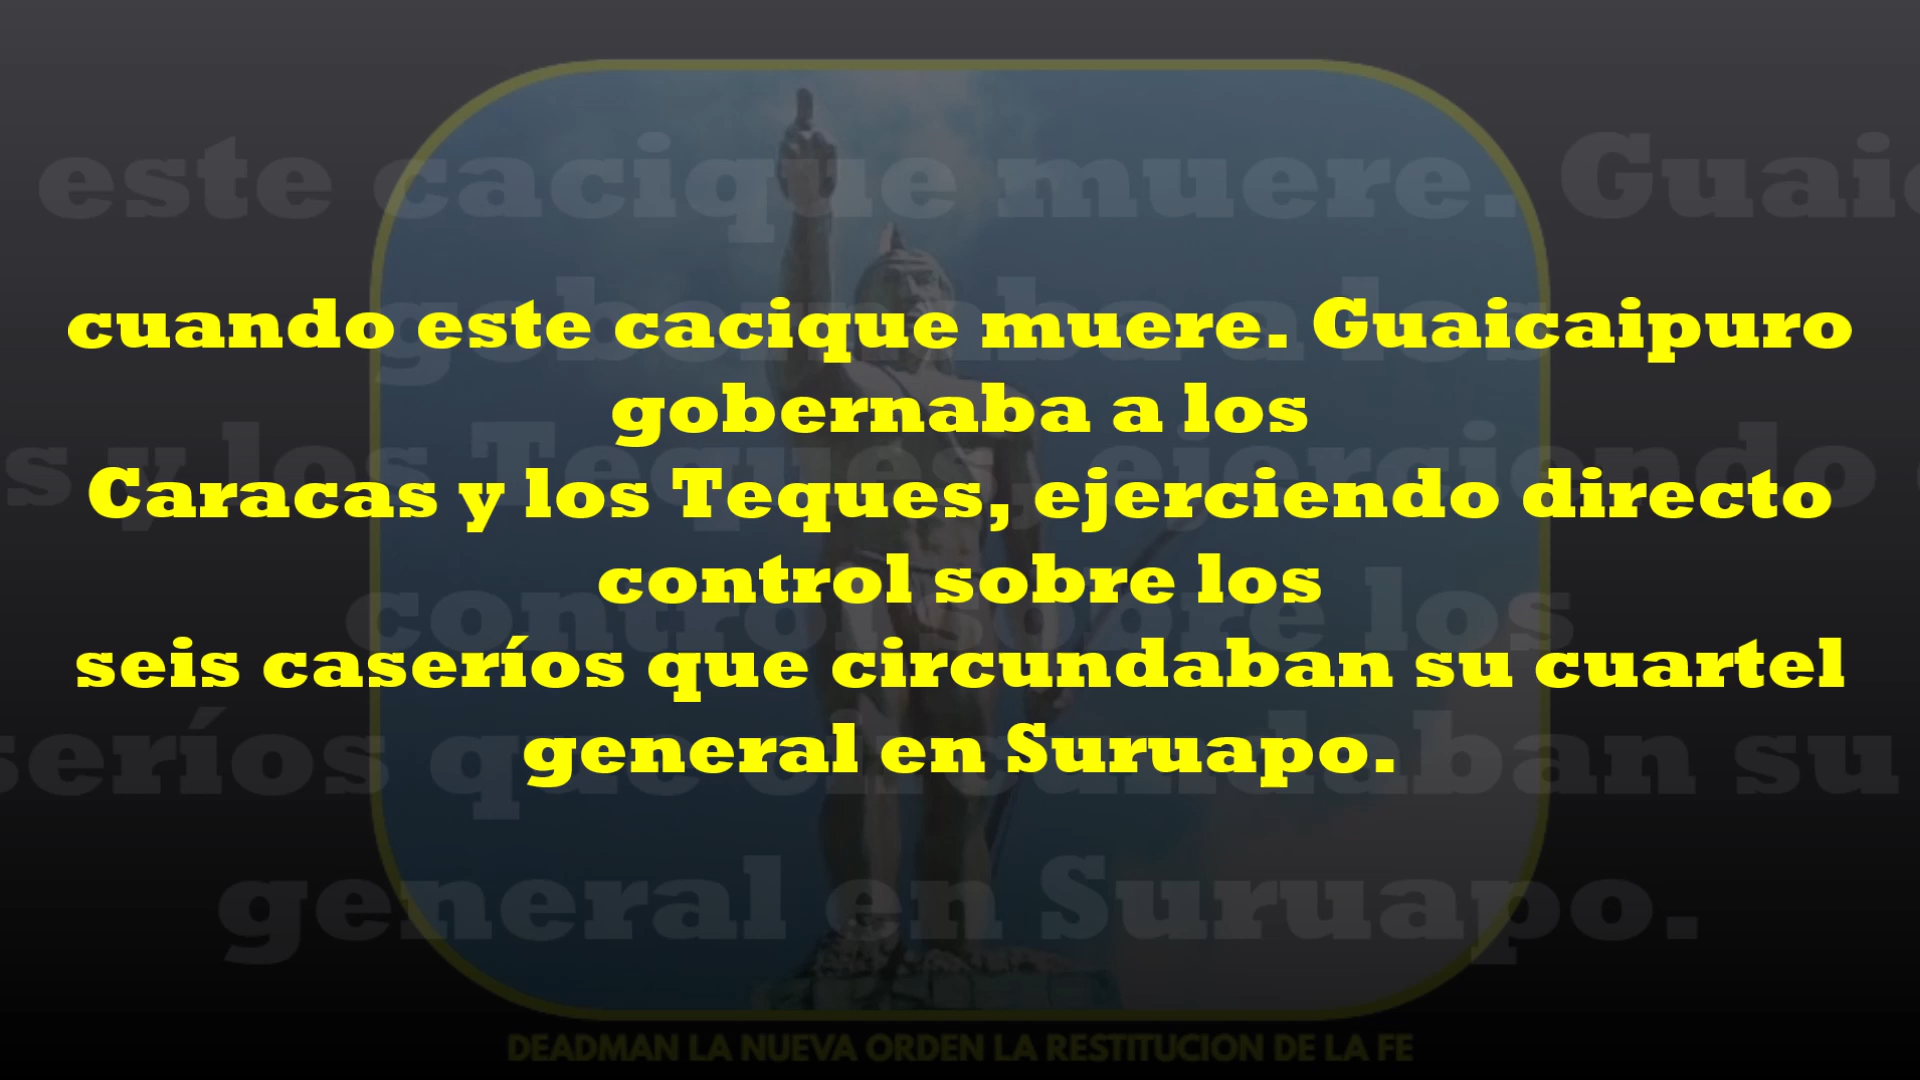 cuando este cacique muere. Guaicaipuro
gobernaba a los
Caracas y los Teques, ejerciendo directo
control sobre los
seis caseríos que circundaban su cuartel
general en Suruapo.
DEADMAN LA NUEVA ORDEN LA RESTITUCION DE LA FE